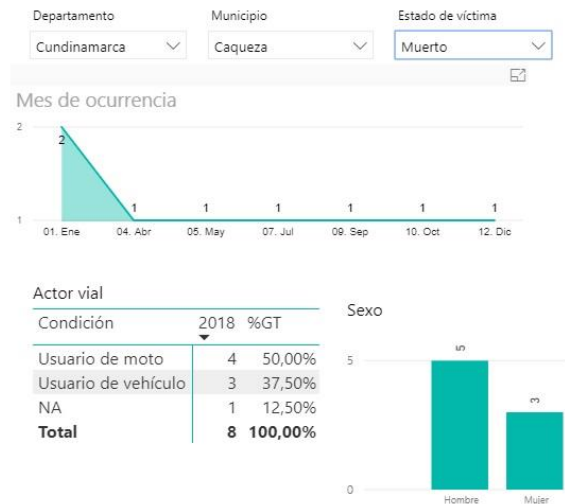 Departamento Municipio Estado de víctima
Cundinamarca Caqueza Muerto
Mes de ocurrencia
2
2
1 1 1 1 1 1
1
01. Ene 04. Abr 05. May 07. Jul 09. Sep 10. Oct 12. Dic
Actor vial
Condición 2018 %GT
Usuario de moto 4 50,00%
Usuario de vehículo 3 37,50%
NA 1 12,50%
Total 8 100,00%
Sexo
5
5
3
0
Hombre Mujer